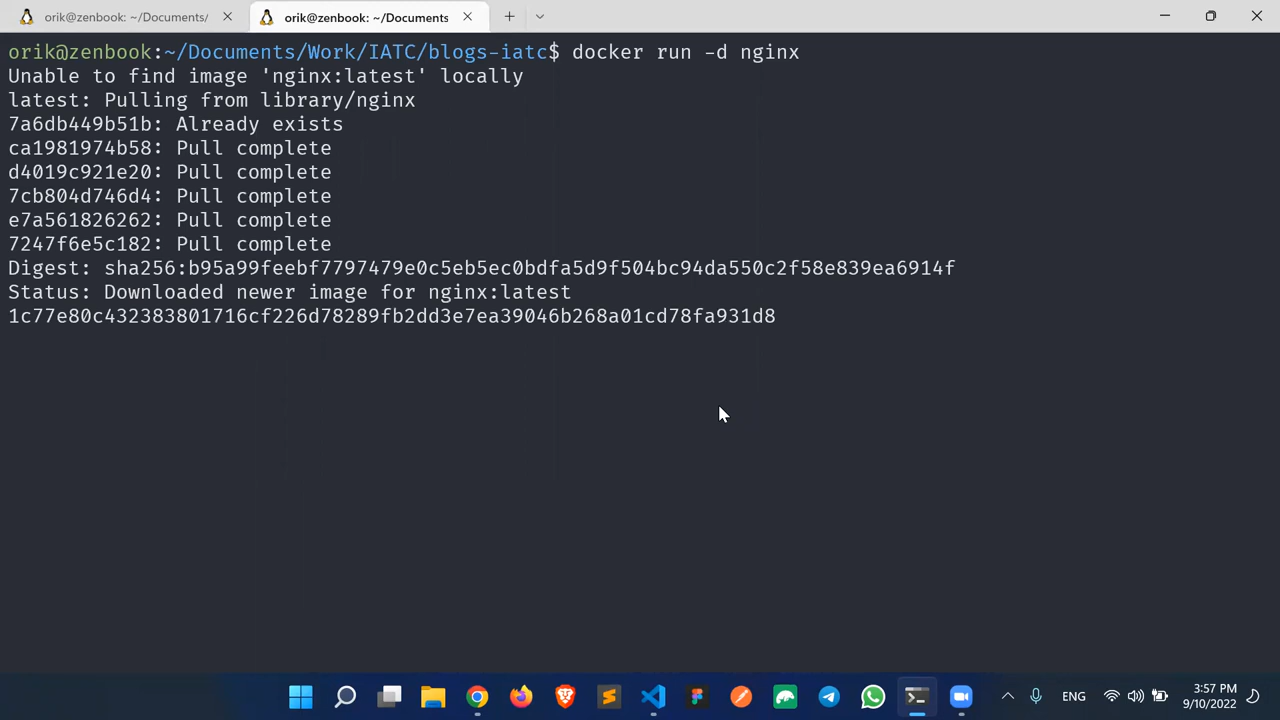 orik@zenbook: ~/Documents/
orik@zenbook: ~/Documents
orik@zenbook:~/Documents/Work/IATC/blogs-iatc$ docker run -d nginx
Unable to find image 'nginx:latest' locally
latest: Pulling from library/nginx
7a6db449b51b: Already exists
ca1981974b58: Pull complete
d4019c921e20: Pull complete
7cb804d746d4: Pull complete
e7a561826262: Pull complete
7247f6e5c182: Pull complete
Digest: sha256:b95a99feebf7797479e0c5eb5ec0bdfa5d9f504bc94da550c2f58e839ea6914f
Status: Downloaded newer image for nginx:latest
1c77e80c432383801716cf226d78289fb2dd3e7ea39046b268a01cd78fa931d8
ENG
3:57 PM
9/10/2022